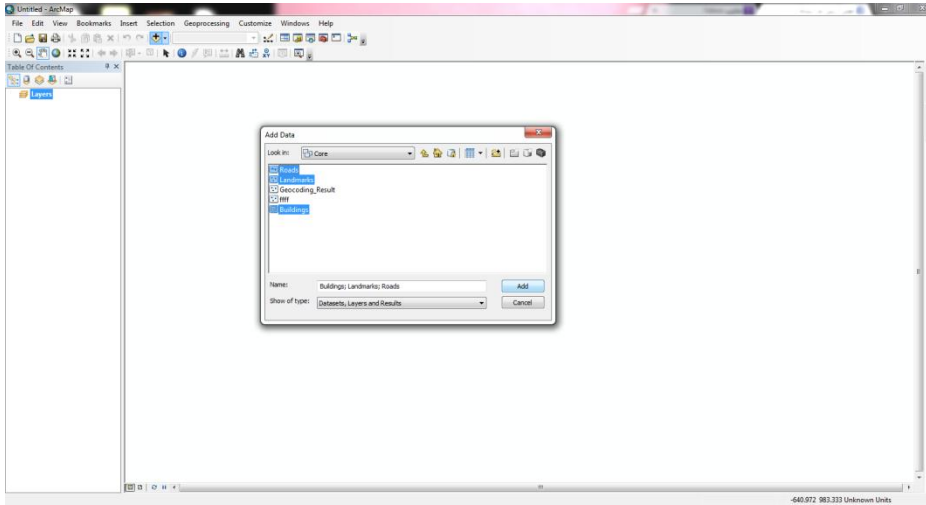 Untitled - ArcMap
File Edit View Bookmarks Insert Selection Geoprocessing Customize Windows Help
Table Of Contents
Layers
Add Data
Look in: Core
Roads
Landmarks
Geocoding_Result
ffff
Buildings
Name: Buildings; Landmarks; Roads Add
Show of type: Datasets, Layers and Results Cancel
-640.972 983.333 Unknown Units